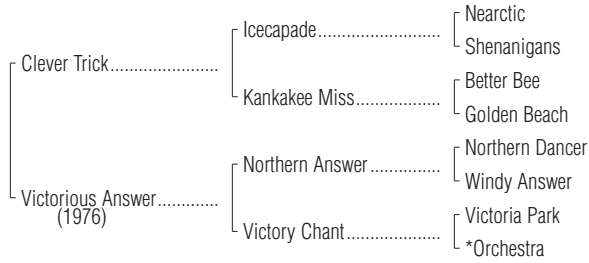 Nearctic
Icecapade........................
Shenanigans
Clever Trick.....................
Better Bee
Kankakee Miss................
Golden Beach
Northern Dancer
Northern Answer.............
Windy Answer
Victorious Answer............
(1976)
Victoria Park
Victory Chant..................
*Orchestra